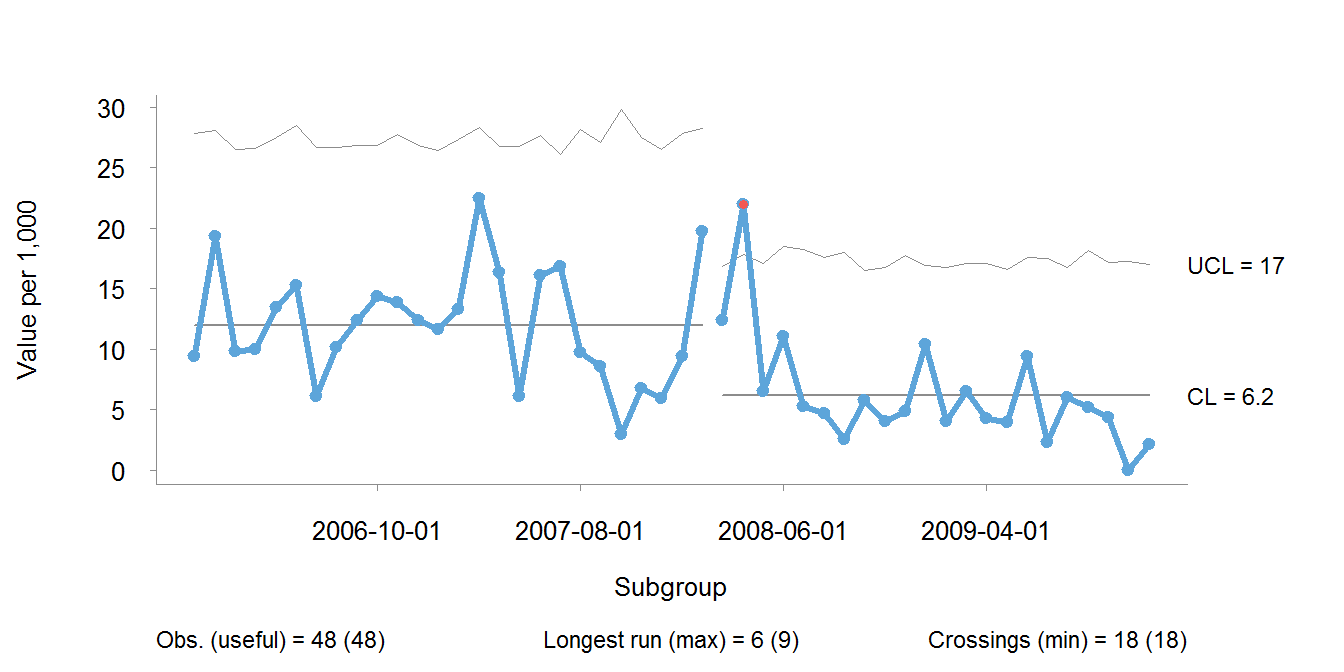 30
25
20
15
10
5
0
Value per 1,000
UCL = 17
CL = 6.2
2006-10-01 2007-08-01 2008-06-01 2009-04-01
Subgroup
Obs. (useful) = 48 (48) Longest run (max) = 6 (9) Crossings (min) = 18 (18)